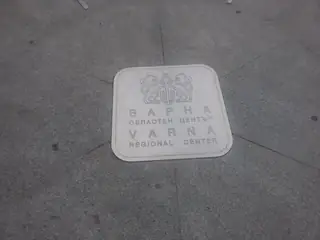 ВАРНА
ОБЛАСТЕН ЦЕНТЪР
VARNA
REGIONAL CENTER